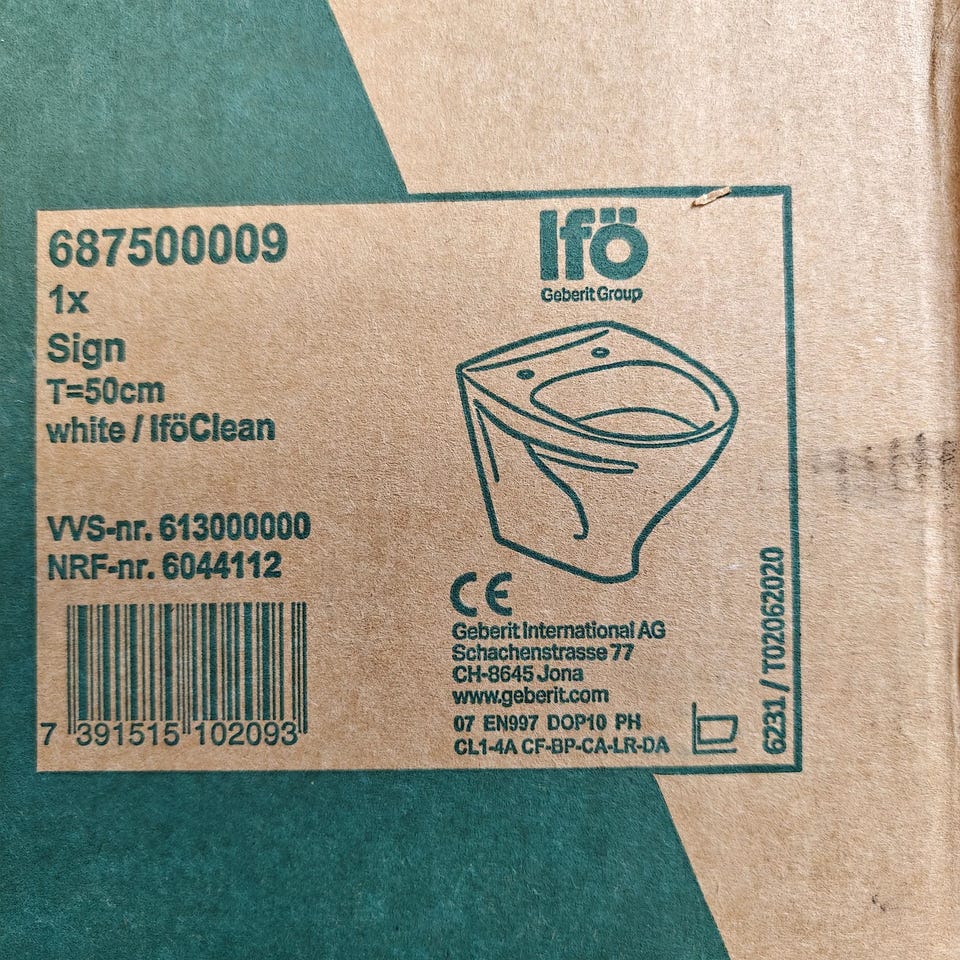 687500009
1x
Sign
T=50cm
white / IföClean
VVS-nr. 613000000
NRF-nr. 6044112
7 391515 102093
Ifö
Geberit Group
CE
Geberit International AG
Schachenstrasse 77
CH-8645 Jona
www.geberit.com
07 EN997 DOP10 PH
CL1-4A CF-BP-CA-LR-DA
6231 / T02062020